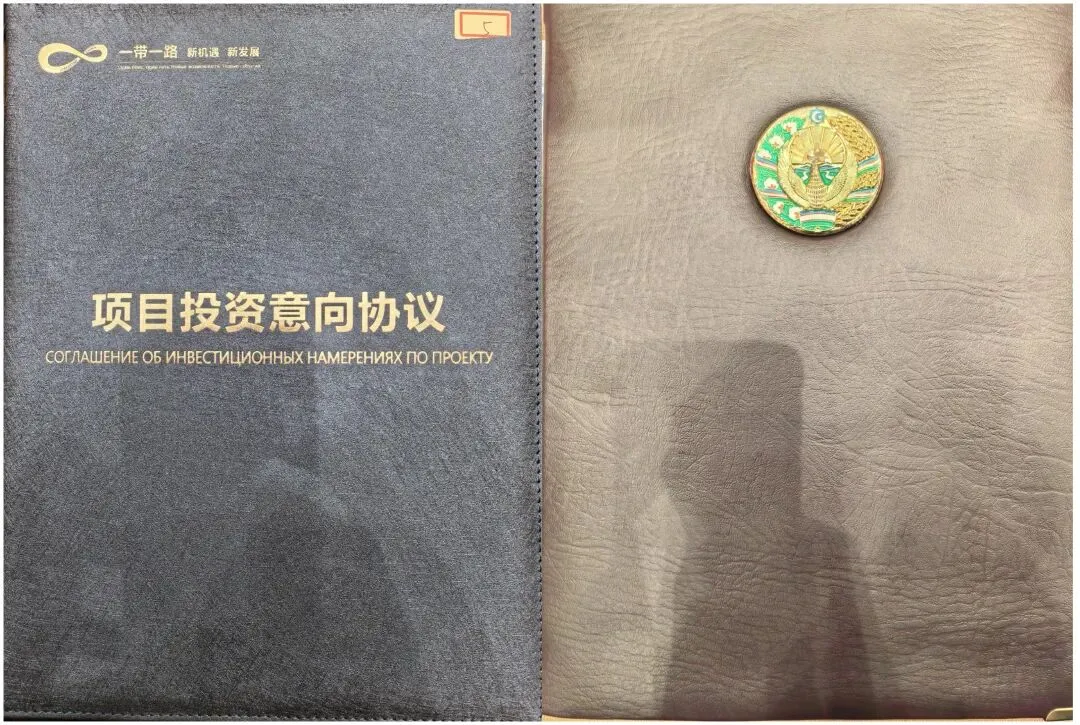 一带一路 新机遇 新发展
5
项目投资意向协议
СОГЛАШЕНИЕ ОБ ИНВЕСТИЦИОННЫХ НАМЕРЕНИЯХ ПО ПРОЕКТУ